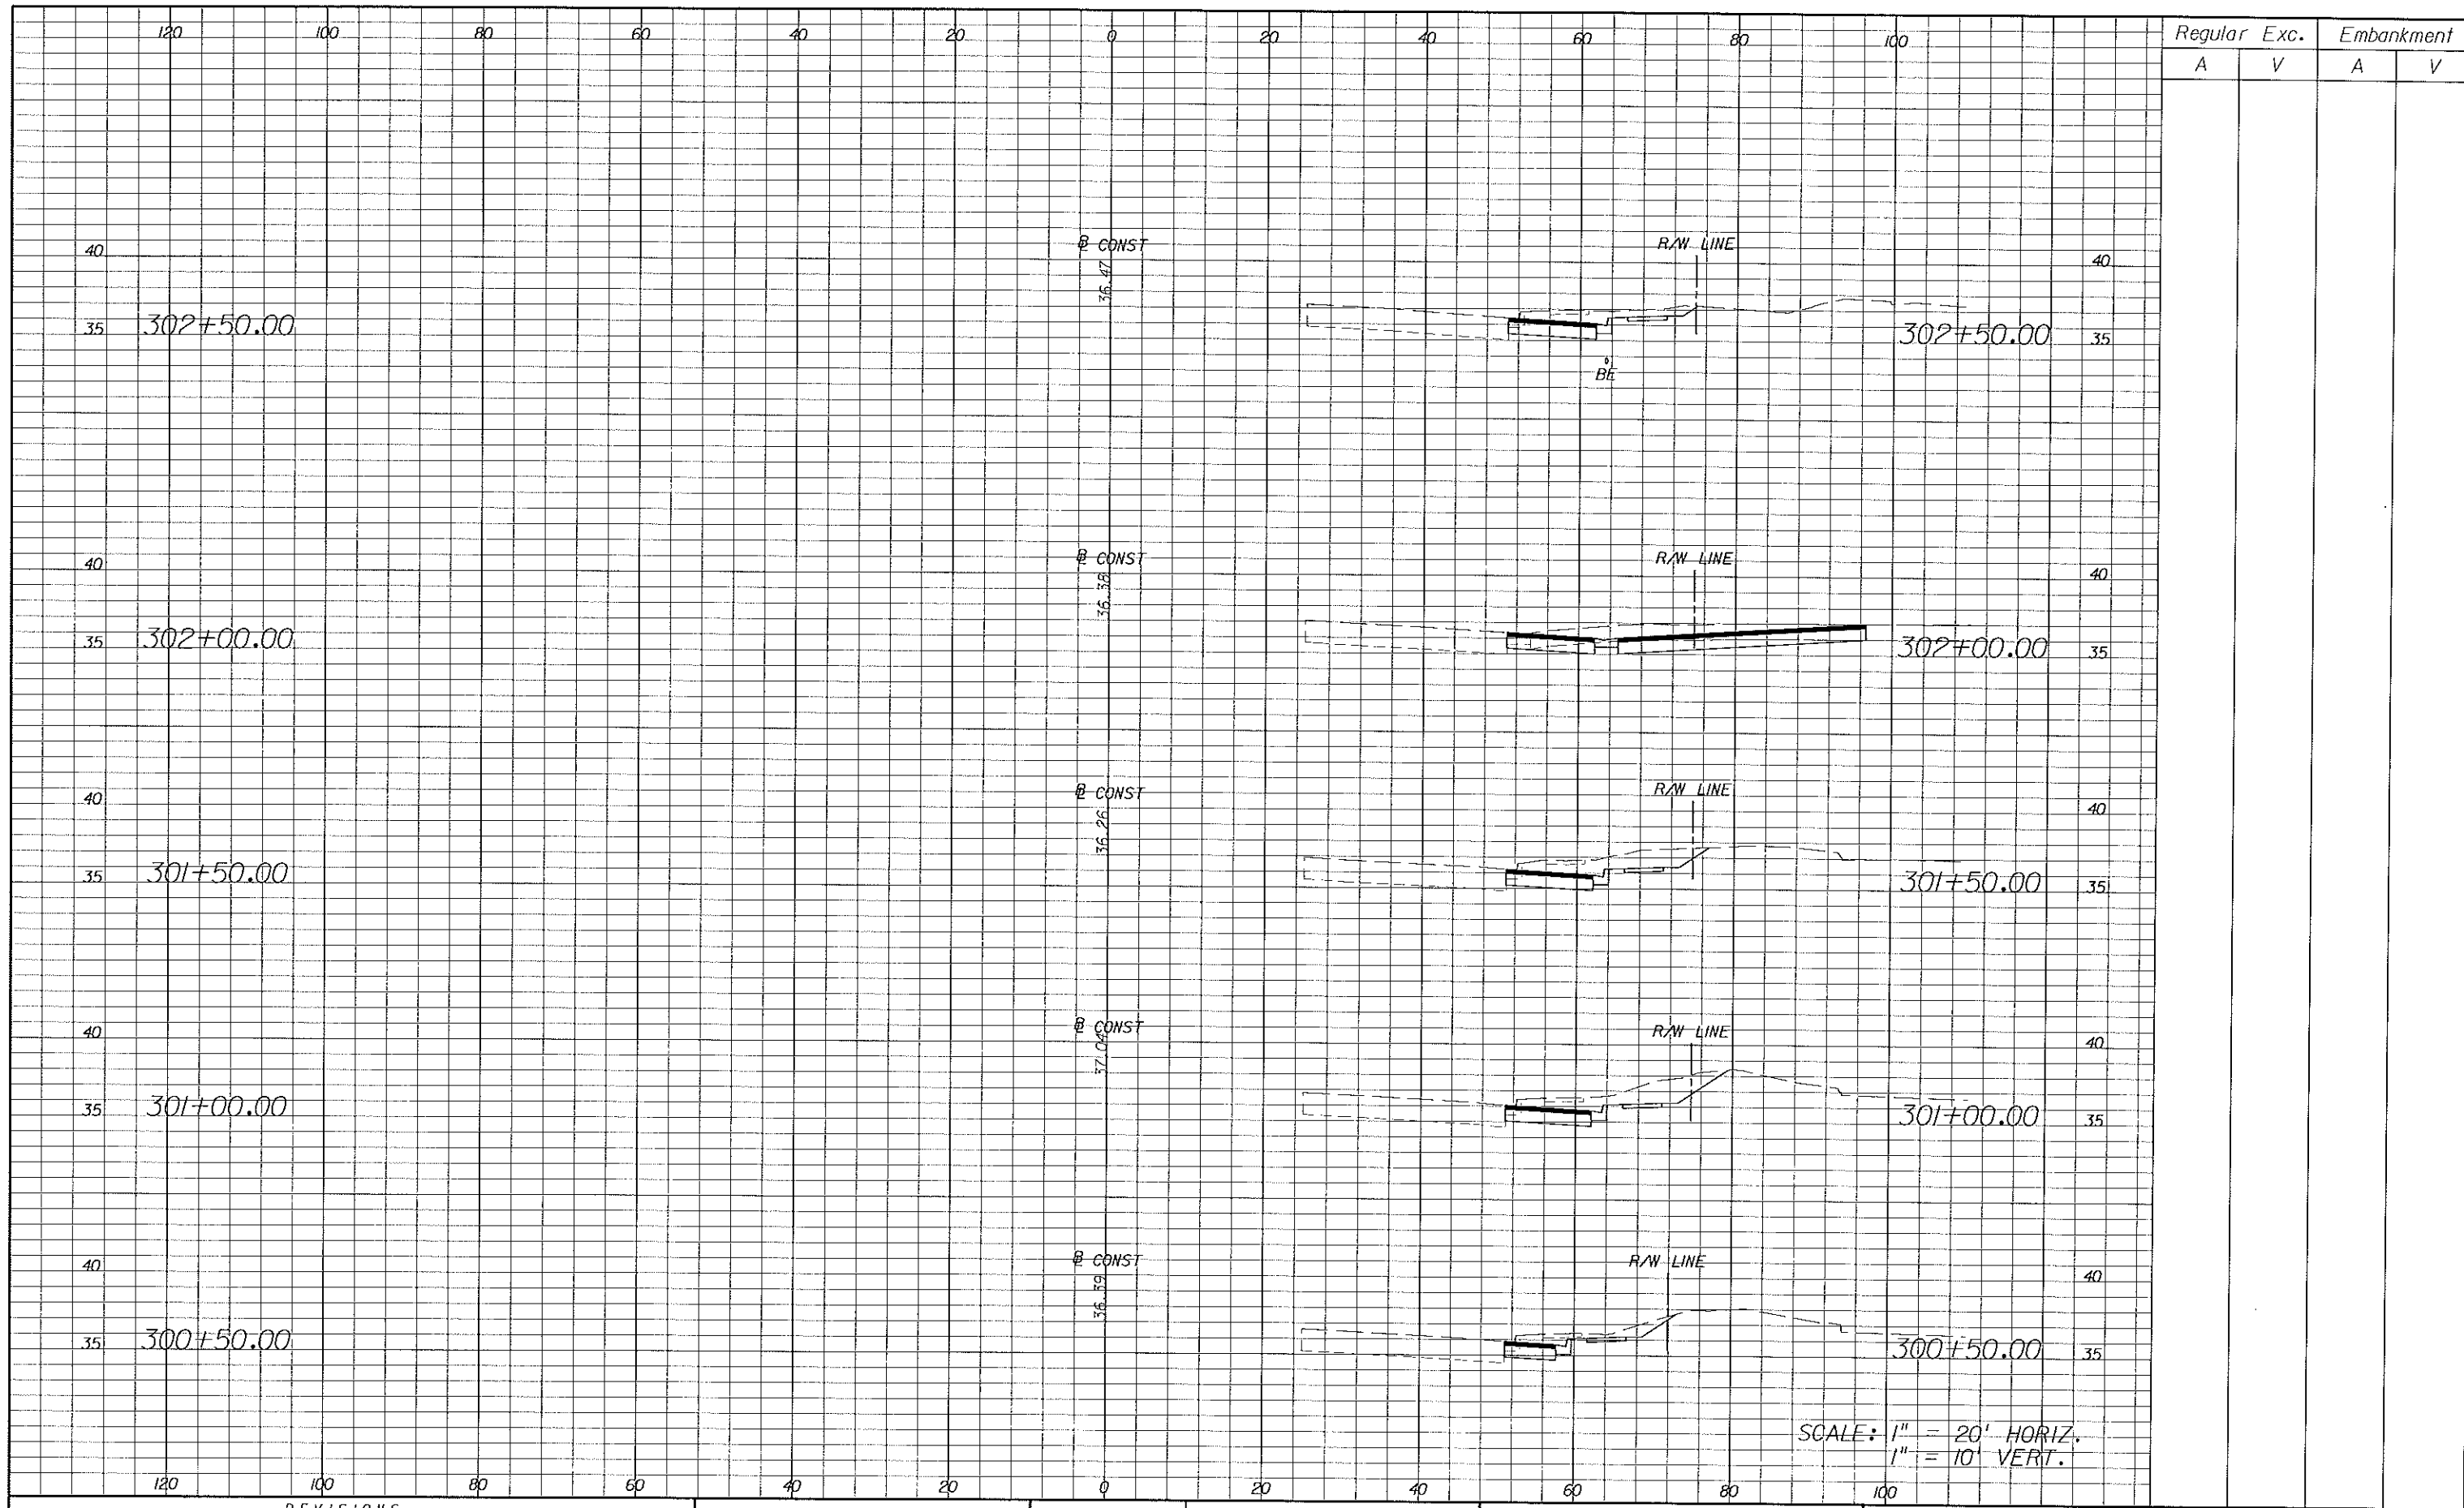 120 100 80 60 40 20 0 20 40 60 80 100
Regular Exc. Embankment
A V A V
℄ CONST R/W LINE
40 36.47 40
35 302+50.00 302+50.00 35
BE
℄ CONST R/W LINE
40 36.38 40
35 302+00.00 302+00.00 35
℄ CONST R/W LINE
40 36.26 40
35 301+50.00 301+50.00 35
℄ CONST R/W LINE
40 37.04 40
35 301+00.00 301+00.00 35
℄ CONST R/W LINE
40 36.39 40
35 300+50.00 300+50.00 35
SCALE: 1" = 20' HORIZ.
1" = 10' VERT.
120 100 80 60 40 20 0 20 40 60 80 100
REVISIONS